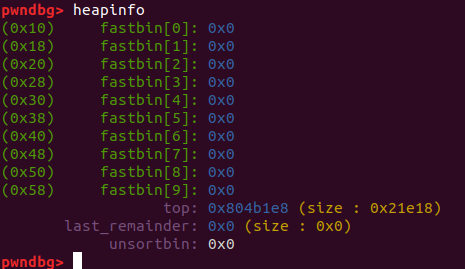 pwndbg> heapinfo
(0x10)     fastbin[0]: 0x0
(0x18)     fastbin[1]: 0x0
(0x20)     fastbin[2]: 0x0
(0x28)     fastbin[3]: 0x0
(0x30)     fastbin[4]: 0x0
(0x38)     fastbin[5]: 0x0
(0x40)     fastbin[6]: 0x0
(0x48)     fastbin[7]: 0x0
(0x50)     fastbin[8]: 0x0
(0x58)     fastbin[9]: 0x0
top: 0x804b1e8 (size : 0x21e18)
last_remainder: 0x0 (size : 0x0)
unsortbin: 0x0
pwndbg>